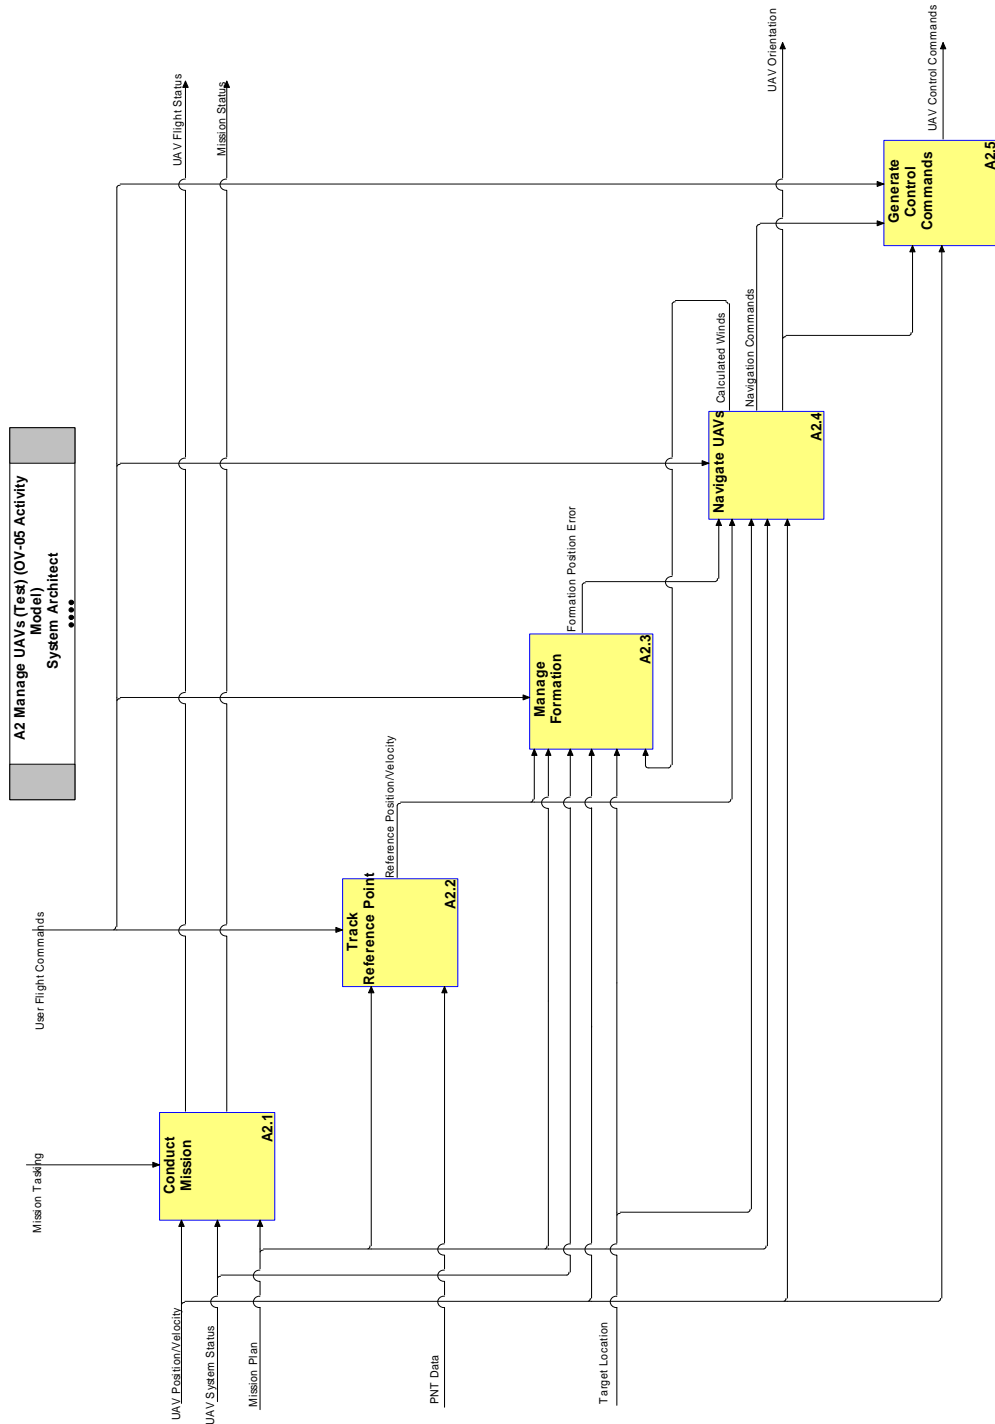 A2 Manage UAVs (Test) (OV-05 Activity
Model)
System Architect
••••
Mission Tasking
User Flight Commands
UAV Flight Status
Mission Status
UAV Orientation
UAV Control Commands
Conduct
Mission
A2.1
Track
Reference Point
A2.2
Reference Position/Velocity
Manage
Formation
A2.3
Formation Position Error
Navigate UAVs
A2.4
Calculated Winds
Navigation Commands
Generate
Control
Commands
A2.5
UAV Position/Velocity
UAV System Status
Mission Plan
PNT Data
Target Location